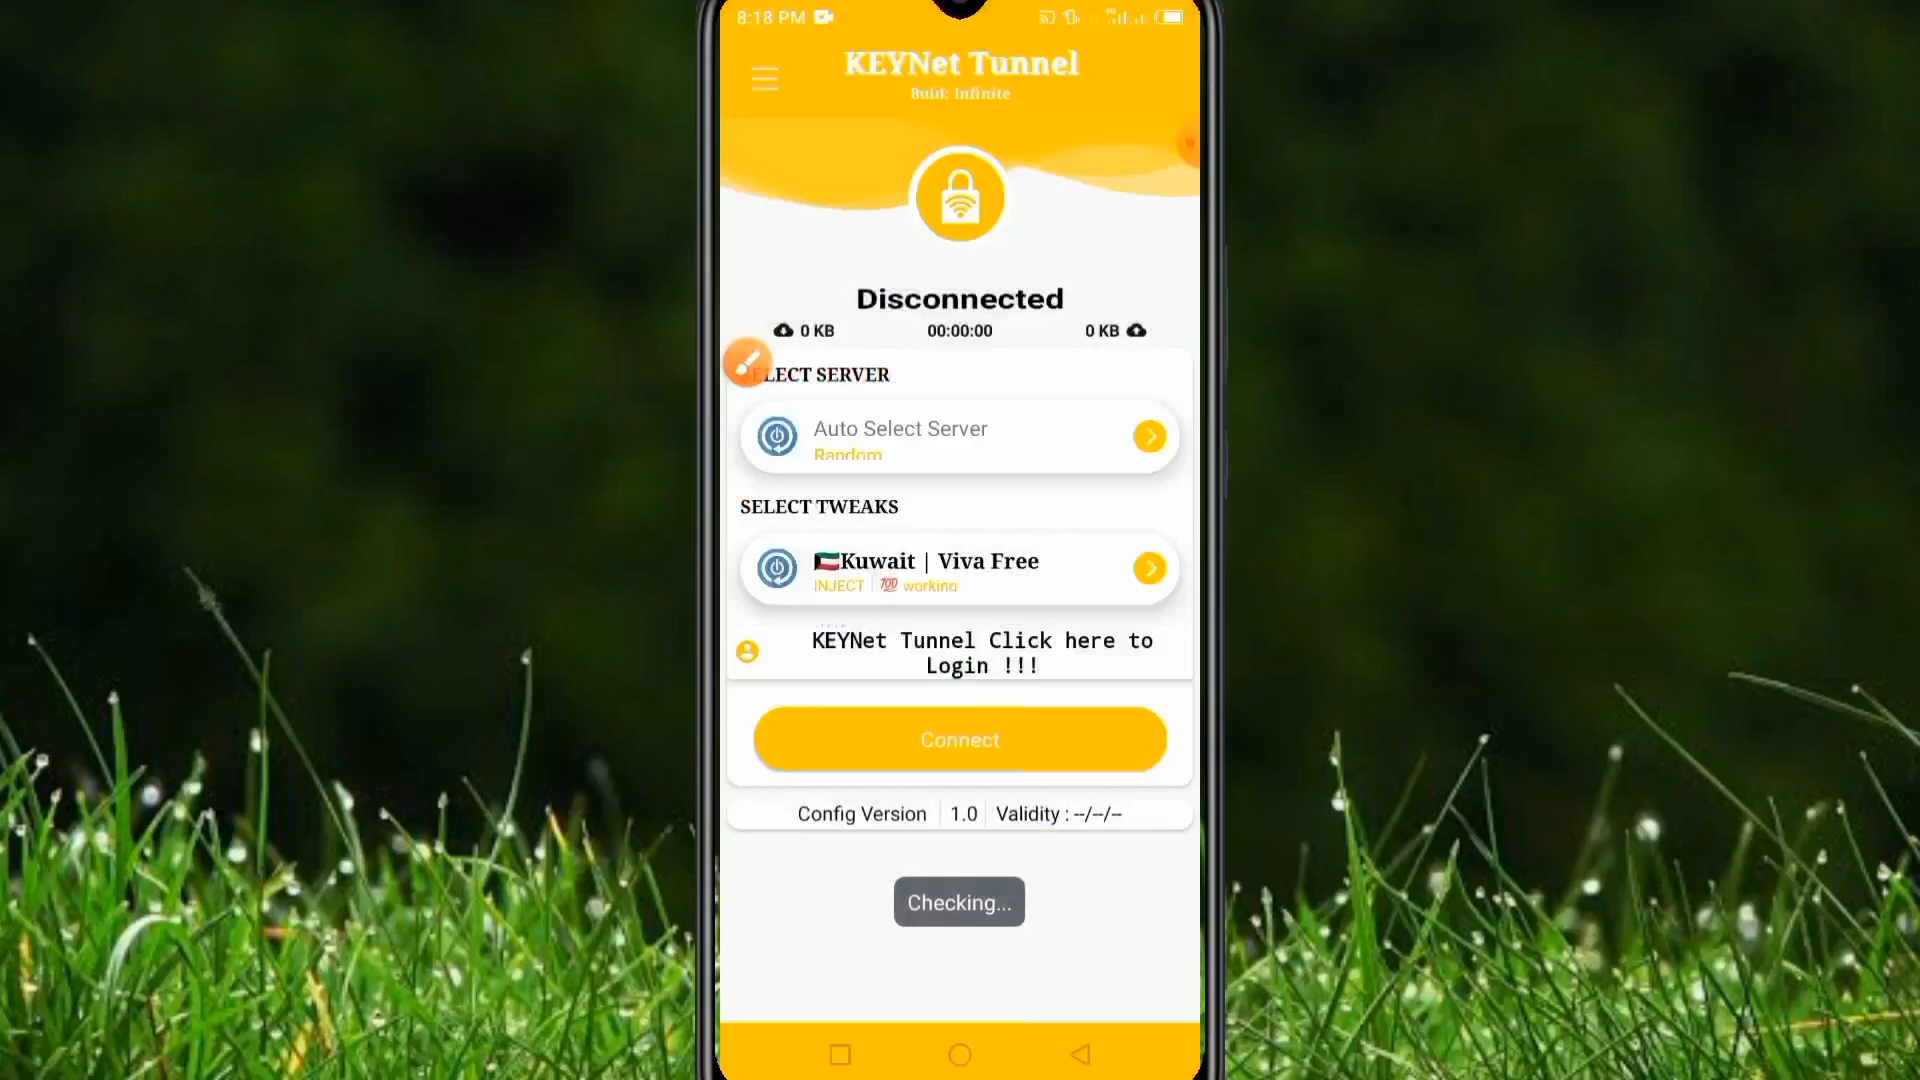 8:18 PM
KEYNet Tunnel
Buid: Infinite
Disconnected
0 KB 00:00:00 0 KB
ELECT SERVER
Auto Select Server
Random
SELECT TWEAKS
🇰🇼Kuwait | Viva Free
INJECT | 💯 working
KEYNet Tunnel Click here to
Login !!!
Connect
Config Version | 1.0 | Validity : --/--/--
Checking...